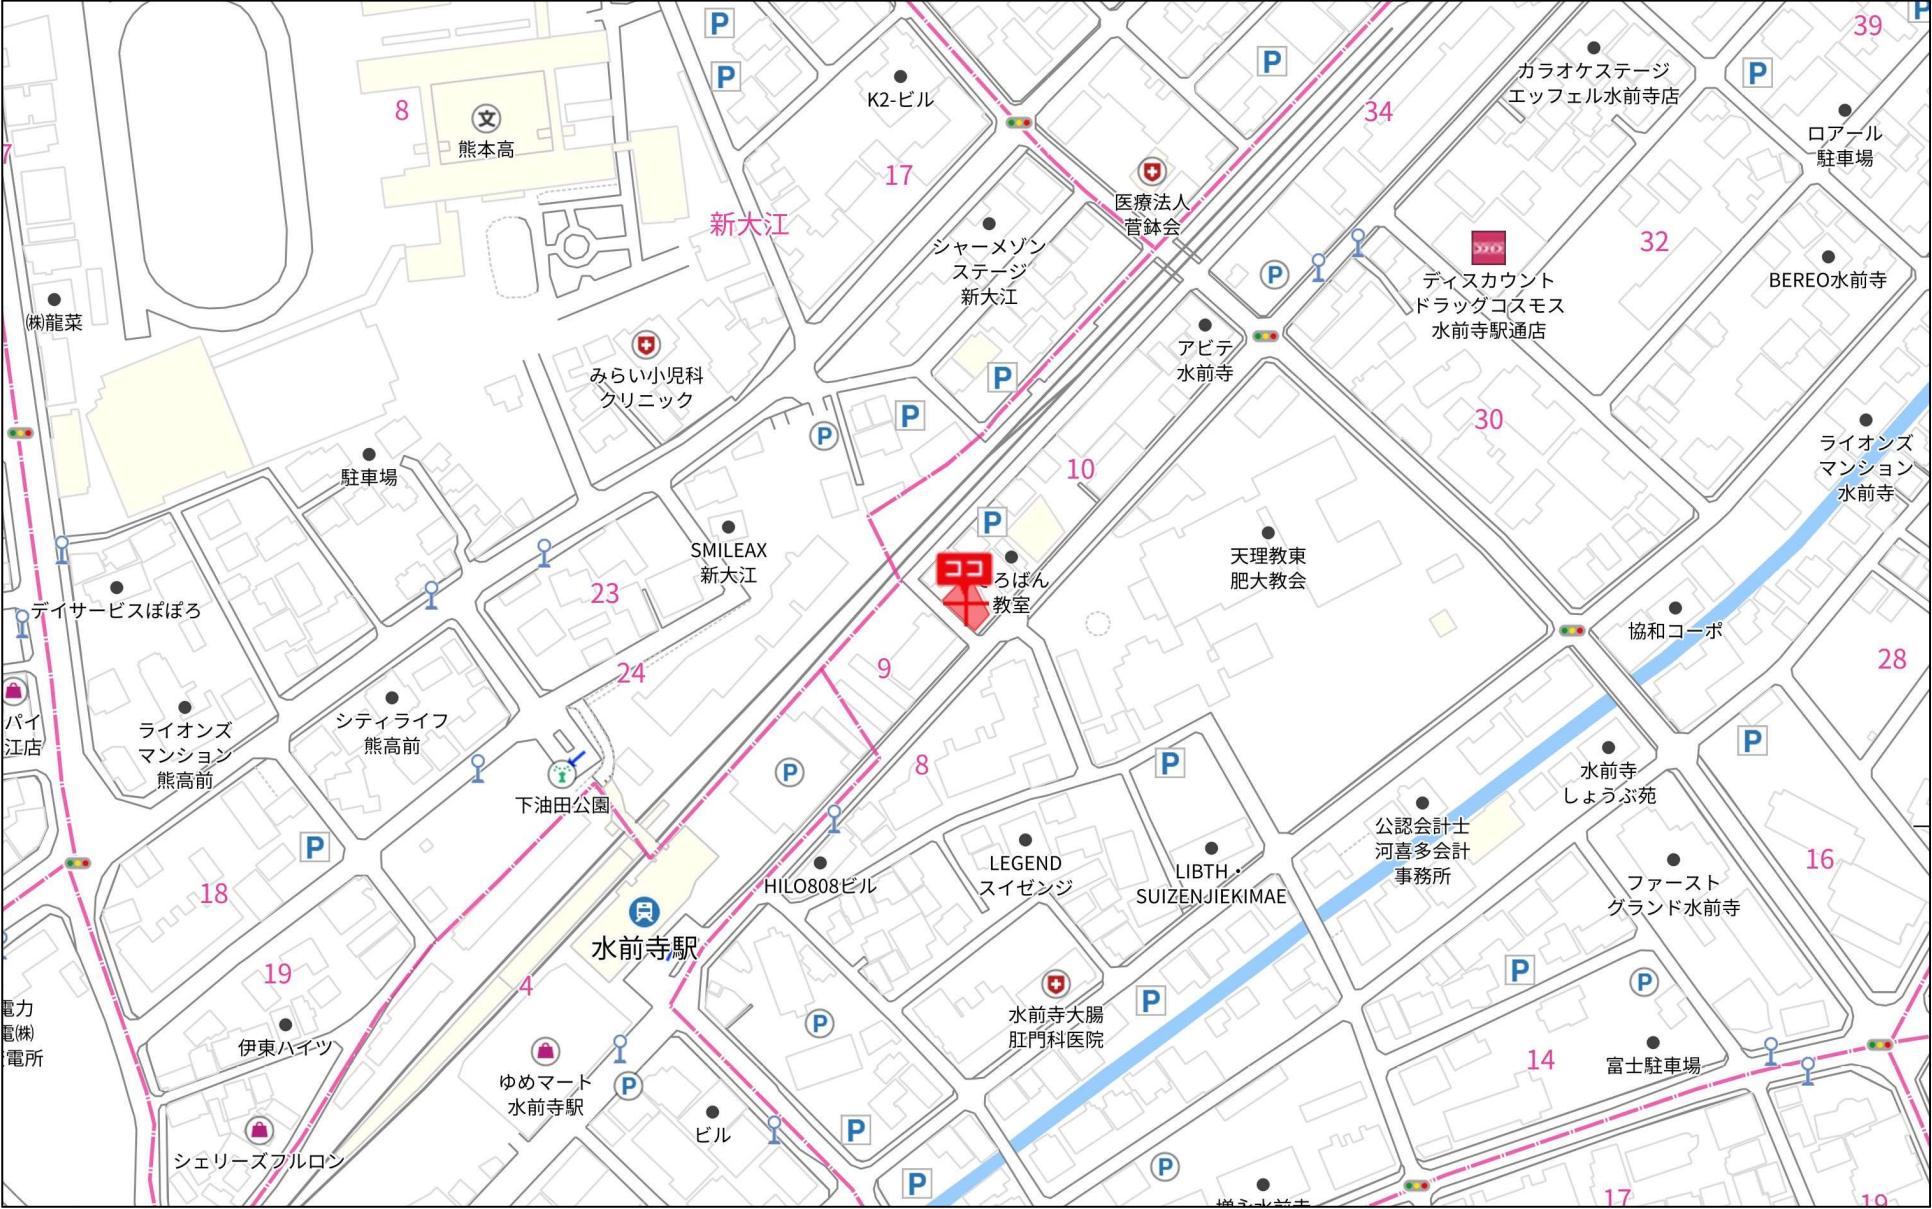 P
P
8
文
熊本高
7
K2-ビル
17
新大江
P
34
カラオケステージ
エッフェル水前寺店
P
39
P
ロアール
駐車場
医療法人
菅鉢会
シャーメゾン
ステージ
新大江
P
ディスカウント
ドラッグコスモス
水前寺駅通店
32
BEREO水前寺
㈱龍菜
みらい小児科
クリニック
P
P
P
アビテ
水前寺
30
ライオンズ
マンション
水前寺
駐車場
10
P
SMILEAX
新大江
ココ
ろばん
教室
天理教東
肥大教会
デイサービスぽぽろ
23
24
9
協和コーポ
28
パイ
江店
ライオンズ
マンション
熊高前
シティライフ
熊高前
下油田公園
P
8
P
P
水前寺
しょうぶ苑
公認会計士
河喜多会計
事務所
P
18
HILO808ビル
LEGEND
スイゼンジ
LIBTH・
SUIZENJIEKIMAE
ファースト
グランド水前寺
16
水前寺駅
19
4
伊東ハイツ
電力
電㈱
電所
P
水前寺大腸
肛門科医院
P
P
P
14
富士駐車場
ゆめマート
水前寺駅
P
ビル
P
シェリーズフルロン
P
P
17
19